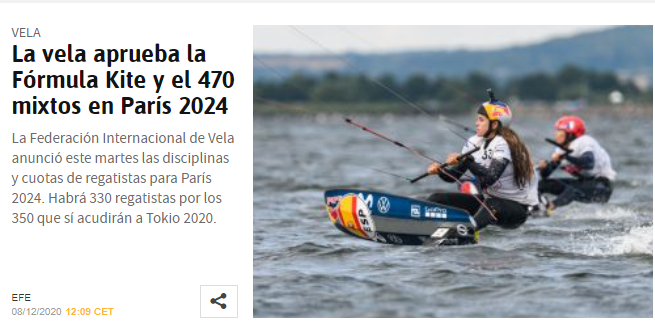 VELA
La vela aprueba la
Fórmula Kite y el 470
mixtos en París 2024
La Federación Internacional de Vela
anunció este martes las disciplinas
y cuotas de regatistas para París
2024. Habrá 330 regatistas por los
350 que sí acudirán a Tokio 2020.
EFE
08/12/2020 12:09 CET
ESP
GoPro